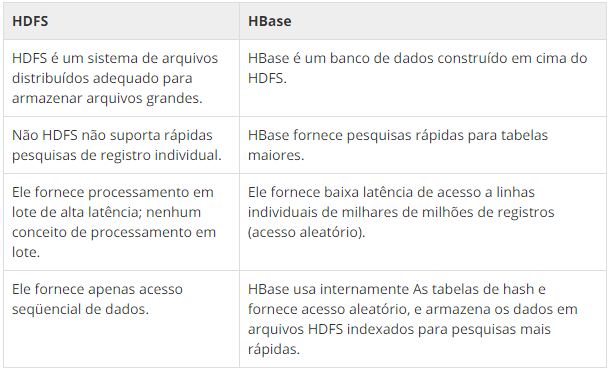 HDFS
HBase
HDFS é um sistema de arquivos
distribuídos adequado para
armazenar arquivos grandes.
HBase é um banco de dados construído em cima do
HDFS.
Não HDFS não suporta rápidas
pesquisas de registro individual.
HBase fornece pesquisas rápidas para tabelas
maiores.
Ele fornece processamento em
lote de alta latência; nenhum
conceito de processamento em
lote.
Ele fornece baixa latência de acesso a linhas
individuais de milhares de milhões de registros
(acesso aleatório).
Ele fornece apenas acesso
seqüencial de dados.
HBase usa internamente As tabelas de hash e
fornece acesso aleatório, e armazena os dados em
arquivos HDFS indexados para pesquisas mais
rápidas.